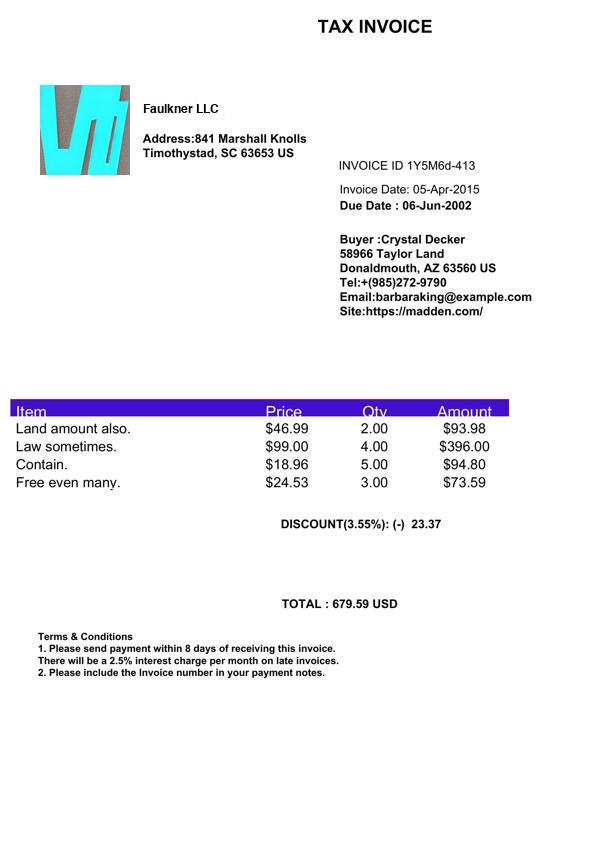 TAX INVOICE
Faulkner LLC
Address:841 Marshall Knolls
Timothystad, SC 63653 US
INVOICE ID 1Y5M6d-413
Invoice Date: 05-Apr-2015
Due Date : 06-Jun-2002
Buyer :Crystal Decker
58966 Taylor Land
Donaldmouth, AZ 63560 US
Tel:+(985)272-9790
Email:barbaraking@example.com
Site:https://madden.com/
Item Price Qty Amount
Land amount also. $46.99 2.00 $93.98
Law sometimes. $99.00 4.00 $396.00
Contain. $18.96 5.00 $94.80
Free even many. $24.53 3.00 $73.59
DISCOUNT(3.55%): (-) 23.37
TOTAL : 679.59 USD
Terms & Conditions
1. Please send payment within 8 days of receiving this invoice.
There will be a 2.5% interest charge per month on late invoices.
2. Please include the Invoice number in your payment notes.